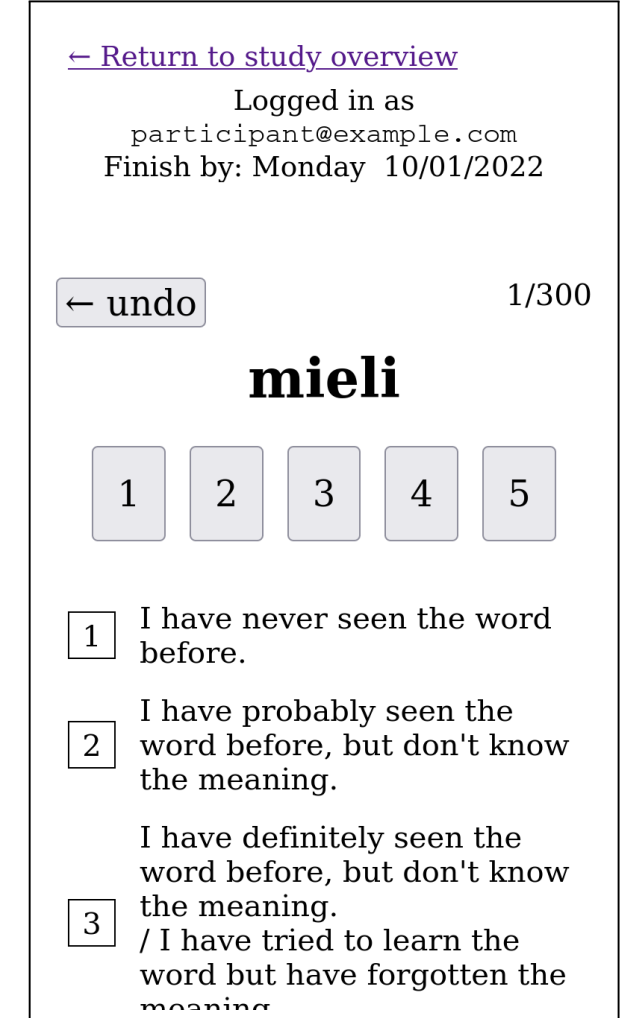 ← Return to study overview
Logged in as
participant@example.com
Finish by: Monday 10/01/2022
← undo
1/300
mieli
1 2 3 4 5
1 I have never seen the word
before.
2 I have probably seen the
word before, but don't know
the meaning.
3 I have definitely seen the
word before, but don't know
the meaning.
/ I have tried to learn the
word but have forgotten the
meaning